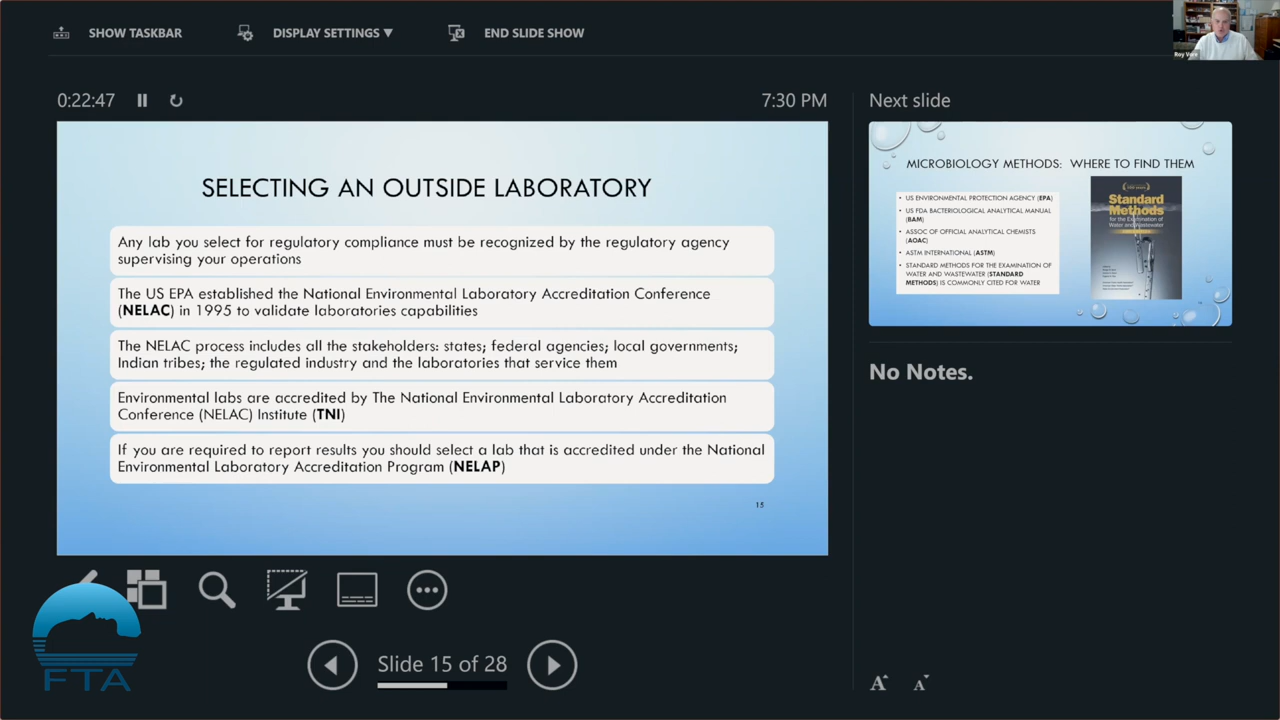 SHOW TASKBAR
DISPLAY SETTINGS ▼
END SLIDE SHOW
0:22:47
7:30 PM
SELECTING AN OUTSIDE LABORATORY
Any lab you select for regulatory compliance must be recognized by the regulatory agency
supervising your operations
The US EPA established the National Environmental Laboratory Accreditation Conference
(NELAC) in 1995 to validate laboratories capabilities
The NELAC process includes all the stakeholders: states; federal agencies; local governments;
Indian tribes; the regulated industry and the laboratories that service them
Environmental labs are accredited by The National Environmental Laboratory Accreditation
Conference (NELAC) Institute (TNI)
If you are required to report results you should select a lab that is accredited under the National
Environmental Laboratory Accreditation Program (NELAP)
15
Slide 15 of 28
FTA
Roy
Next slide
MICROBIOLOGY METHODS: WHERE TO FIND THEM
• US ENVIRONMENTAL PROTECTION AGENCY (EPA)
• US FDA BACTERIOLOGICAL ANALYTICAL MANUAL
(BAM)
• ASSOC OF OFFICIAL ANALYTICAL CHEMISTS
(AOAC)
• ASTM INTERNATIONAL (ASTM)
• STANDARD METHODS FOR THE EXAMINATION OF
WATER AND WASTEWATER (STANDARD
METHODS) IS COMMONLY CITED FOR WATER
Standard
Methods
for the Examination of
Water and Wastewater
No Notes.
A
A